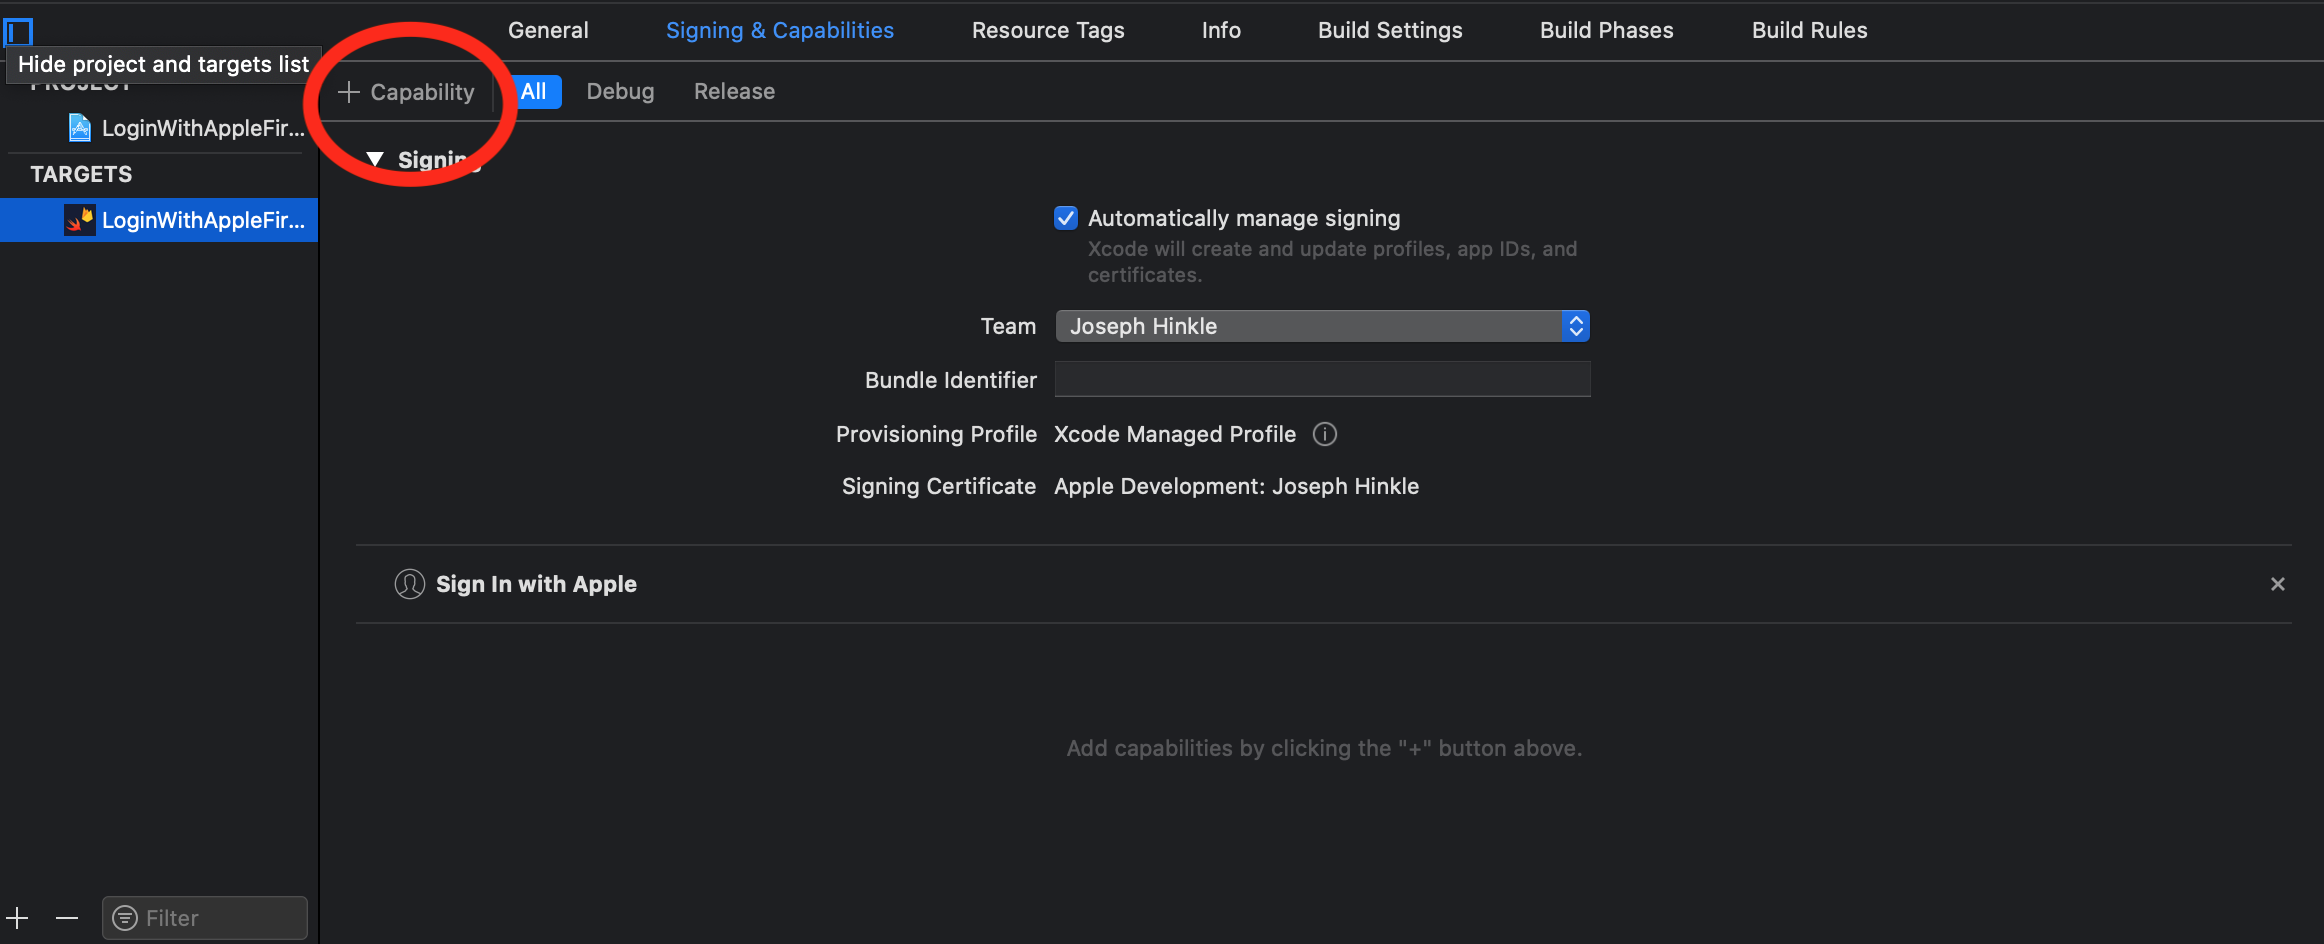 General Signing & Capabilities Resource Tags Info Build Settings Build Phases Build Rules
Hide project and targets list
PROJECT
LoginWithAppleFir...
TARGETS
LoginWithAppleFir...
Filter
Capability All Debug Release
Signing
Automatically manage signing
Xcode will create and update profiles, app IDs, and
certificates.
Team Joseph Hinkle
Bundle Identifier
Provisioning Profile Xcode Managed Profile
Signing Certificate Apple Development: Joseph Hinkle
Sign In with Apple
Add capabilities by clicking the "+" button above.